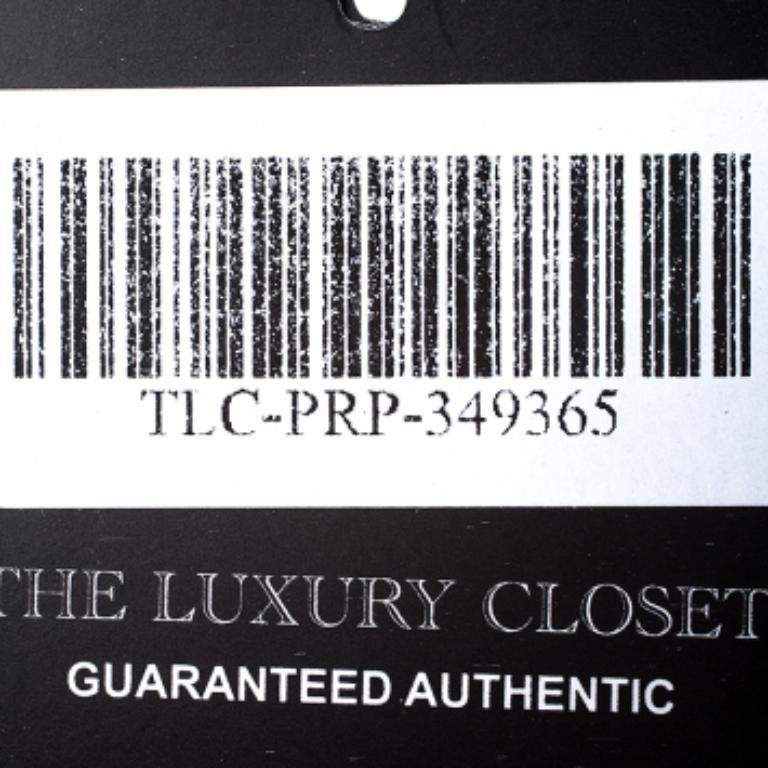 TLC-PRP-349365
THE LUXURY CLOSET
GUARANTEED AUTHENTIC